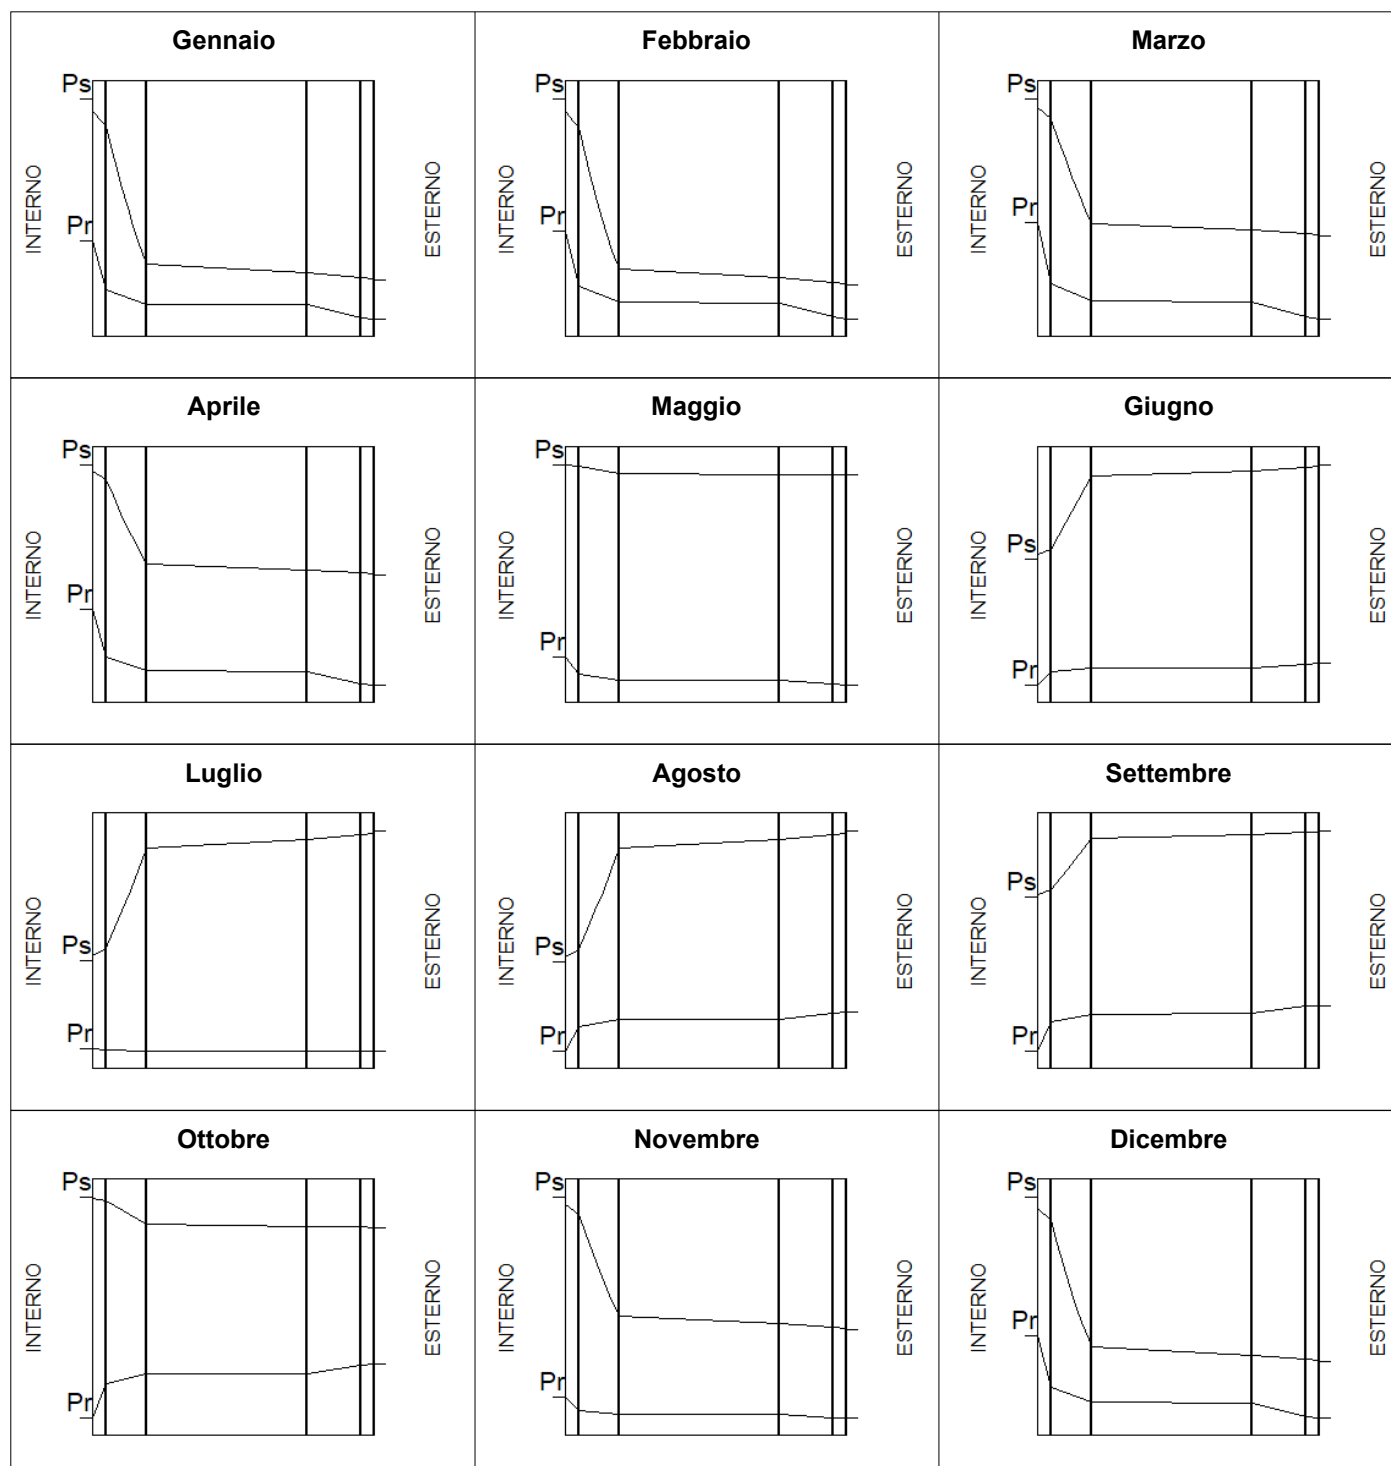 Gennaio
Ps
Pr
INTERNO
ESTERNO
Febbraio
Ps
Pr
INTERNO
ESTERNO
Marzo
Ps
Pr
INTERNO
ESTERNO
Aprile
Ps
Pr
INTERNO
ESTERNO
Maggio
Ps
Pr
INTERNO
ESTERNO
Giugno
Ps
Pr
INTERNO
ESTERNO
Luglio
Ps
Pr
INTERNO
ESTERNO
Agosto
Ps
Pr
INTERNO
ESTERNO
Settembre
Ps
Pr
INTERNO
ESTERNO
Ottobre
Ps
Pr
INTERNO
ESTERNO
Novembre
Ps
Pr
INTERNO
ESTERNO
Dicembre
Ps
Pr
INTERNO
ESTERNO